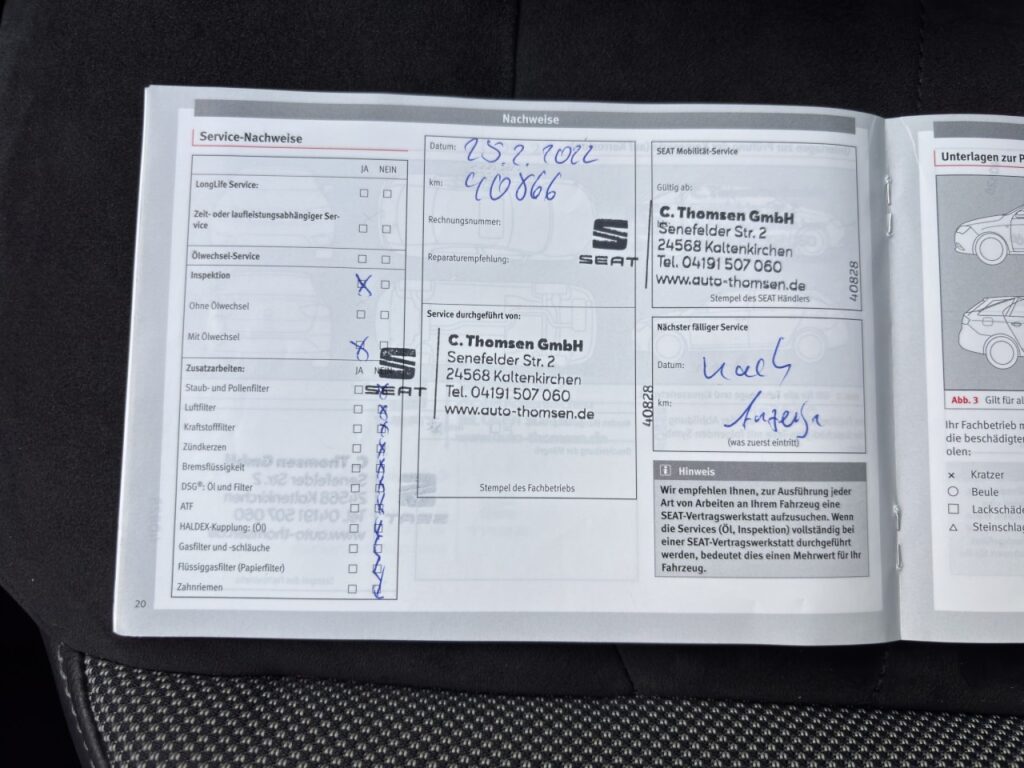 Nachweise
Service-Nachweise
JA NEIN
LongLife Service:
Zeit- oder laufleistungsabhängiger Ser-
vice
Ölwechsel-Service
Inspektion
Ohne Ölwechsel
Mit Ölwechsel
Zusatzarbeiten: JA NEIN
Staub- und Pollenfilter
Luftfilter
Kraftstofffilter
Zündkerzen
Bremsflüssigkeit
DSG®: Öl und Filter
ATF
HALDEX-Kupplung: (Öl)
Gasfilter und -schläuche
Flüssiggasfilter (Papierfilter)
Zahnriemen
20
Datum: 25.2.2022
km: 40866
Rechnungsnummer:
Reparaturempfehlung:
SEAT
Service durchgeführt von:
SEAT
C. Thomsen GmbH
Senefelder Str. 2
24568 Kaltenkirchen
Tel. 04191 507 060
www.auto-thomsen.de
40828
Stempel des Fachbetriebs
SEAT Mobilität-Service
Gültig ab:
C. Thomsen GmbH
Senefelder Str. 2
24568 Kaltenkirchen
Tel. 04191 507 060
www.auto-thomsen.de
40828
Stempel des SEAT Händlers
Nächster fälliger Service
Datum: nach
km: Anzeige
(was zuerst eintritt)
Hinweis
Wir empfehlen Ihnen, zur Ausführung jeder
Art von Arbeiten an Ihrem Fahrzeug eine
SEAT-Vertragswerkstatt aufzusuchen. Wenn
die Services (Öl, Inspektion) vollständig bei
einer SEAT-Vertragswerkstatt durchgeführt
werden, bedeutet dies einen Mehrwert für Ihr
Fahrzeug.
Unterlagen zur P
Abb. 3 Gilt für al
Ihr Fachbetrieb m
die beschädigte
olen:
Kratzer
Beule
Lackschäde
Steinschla